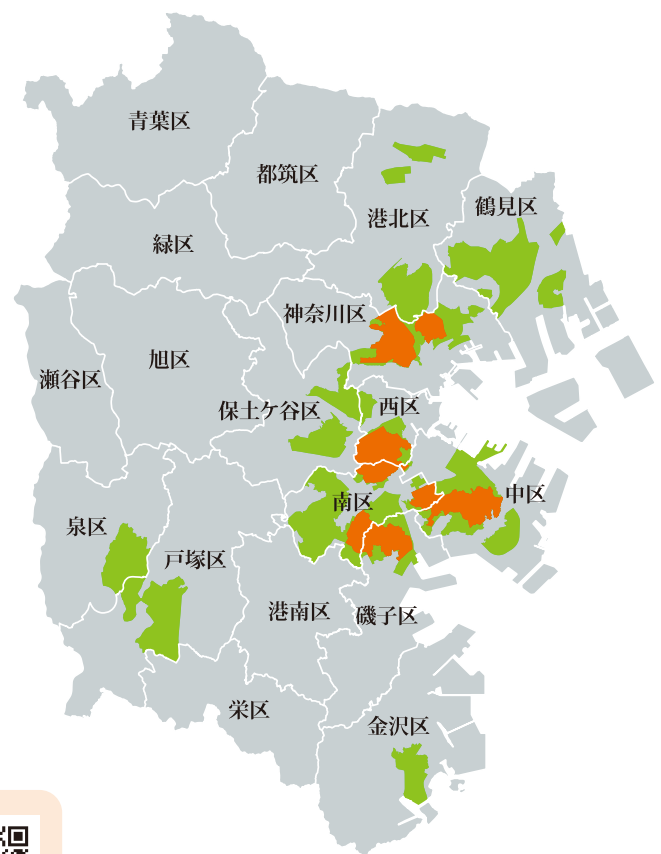 青葉区
都筑区
港北区
鶴見区
緑区
神奈川区
旭区
瀬谷区
保土ケ谷区
西区
中区
南区
泉区
戸塚区
港南区
磯子区
栄区
金沢区